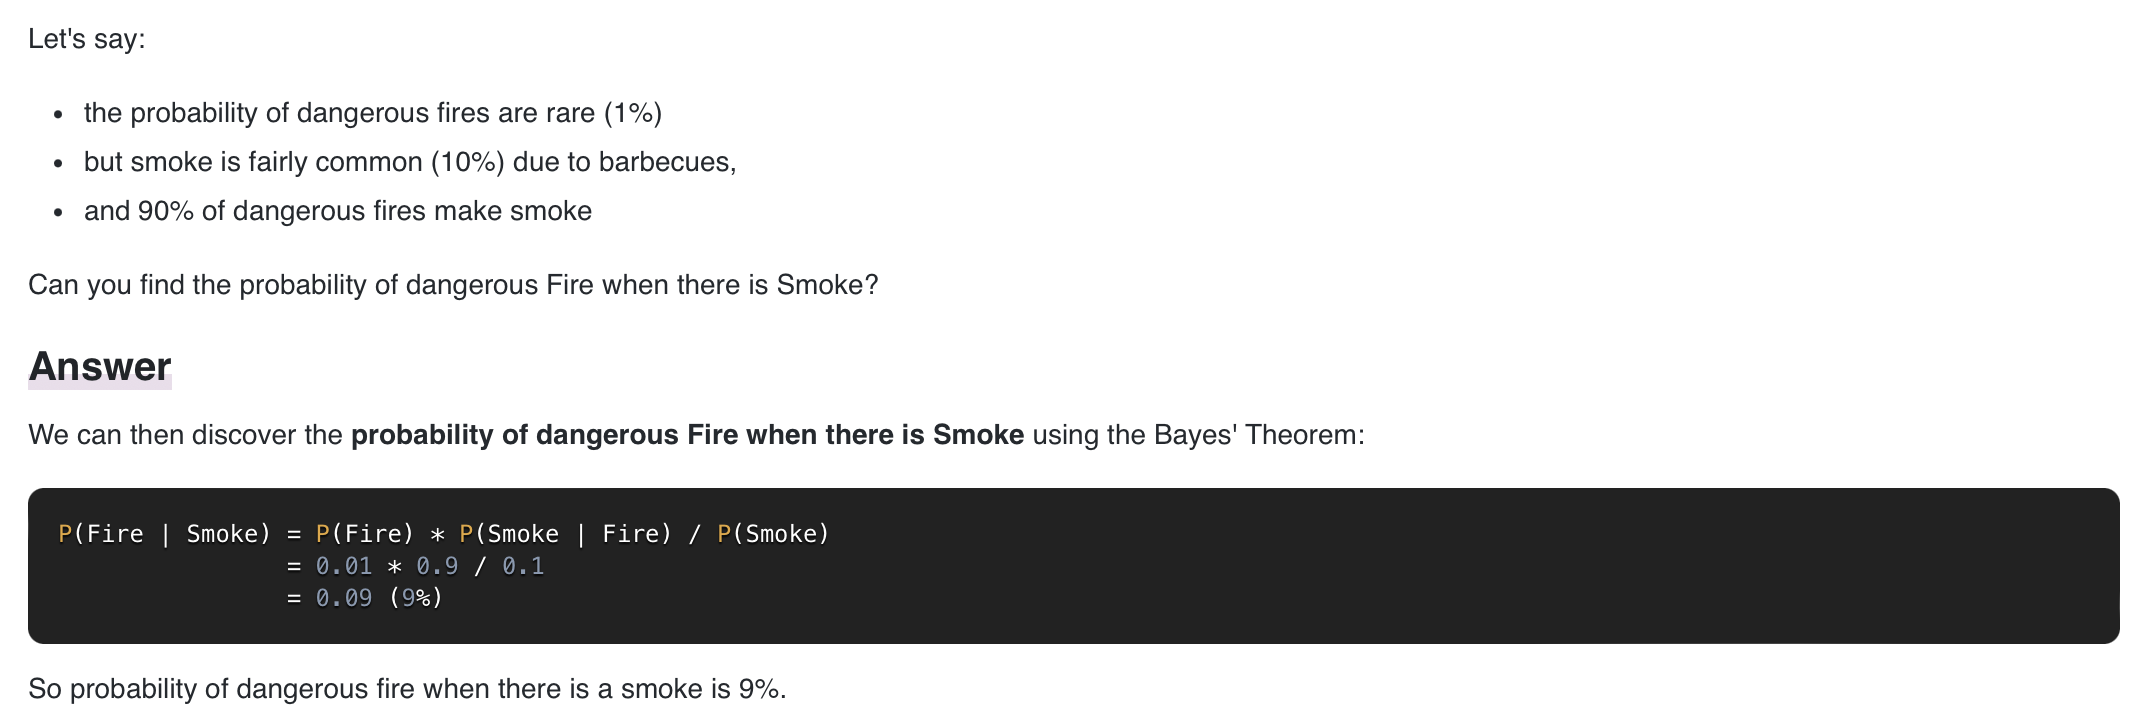 Let's say:
• the probability of dangerous fires are rare (1%)
• but smoke is fairly common (10%) due to barbecues,
• and 90% of dangerous fires make smoke
Can you find the probability of dangerous Fire when there is Smoke?
Answer
We can then discover the probability of dangerous Fire when there is Smoke using the Bayes' Theorem:
P(Fire | Smoke) = P(Fire) * P(Smoke | Fire) / P(Smoke)
= 0.01 * 0.9 / 0.1
= 0.09 (9%)
So probability of dangerous fire when there is a smoke is 9%.